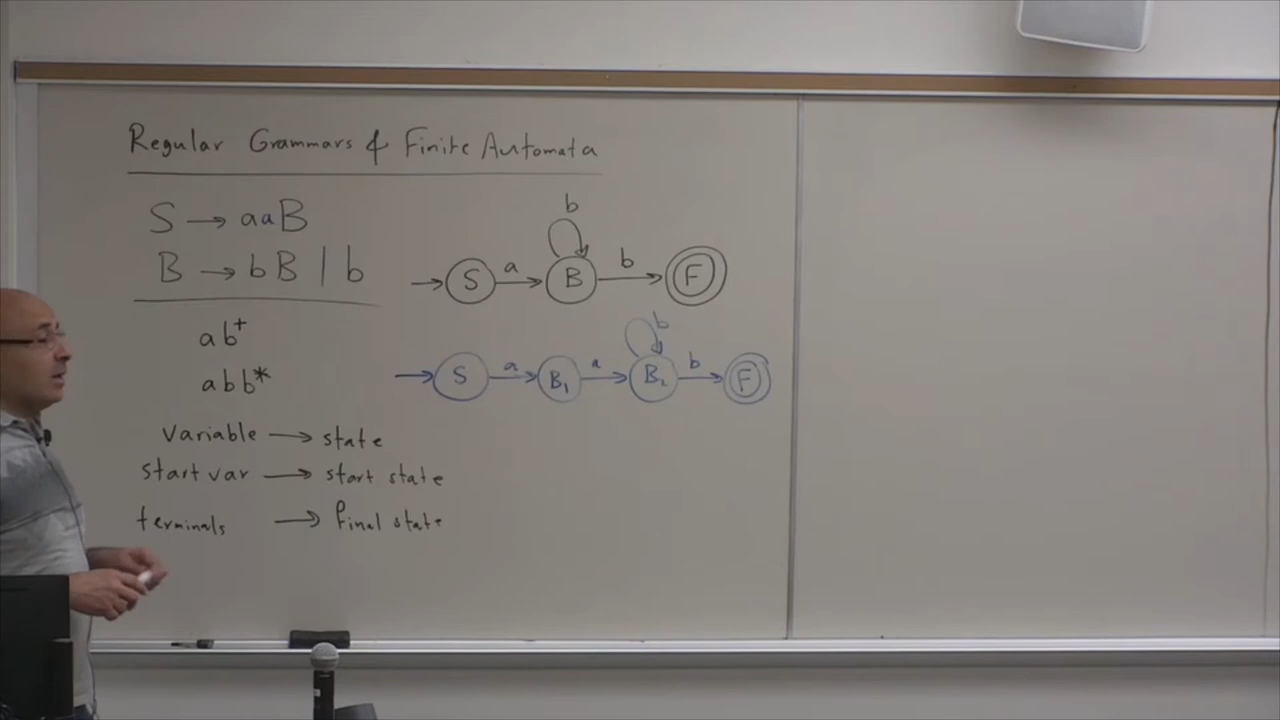 Regular Grammars & Finite Automata
S → aaB
B → bB | b
ab⁺
abb*
variable → state
start var → start state
terminals → final state
b
S a B b F
b
S a B₁ a B₂ b F